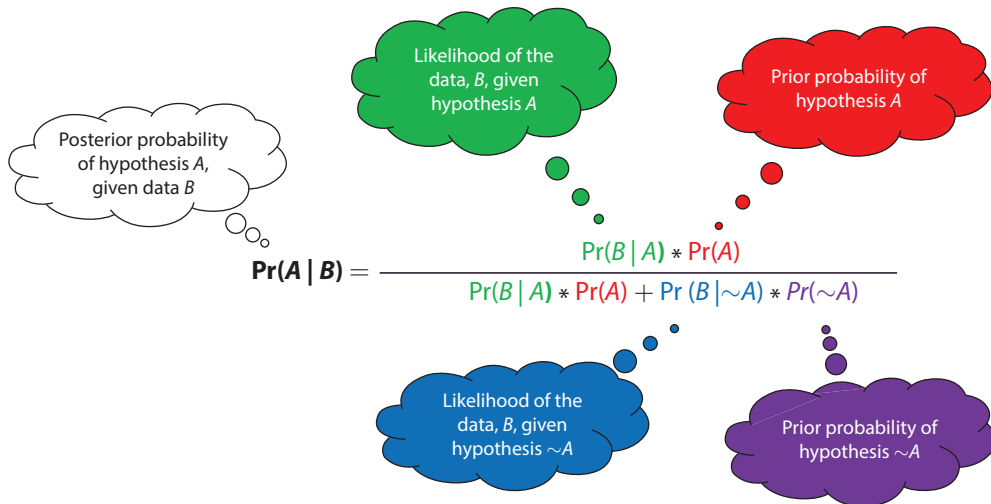 Likelihood of the
data, B, given
hypothesis A
Prior probability of
hypothesis A
Posterior probability
of hypothesis A,
given data B
Pr(B | A) * Pr(A)
Pr(A | B) =
Pr(B | A) * Pr(A) + Pr (B | ~A) * Pr(~A)
Likelihood of the
data, B, given
hypothesis ~A
Prior probability of
hypothesis ~A